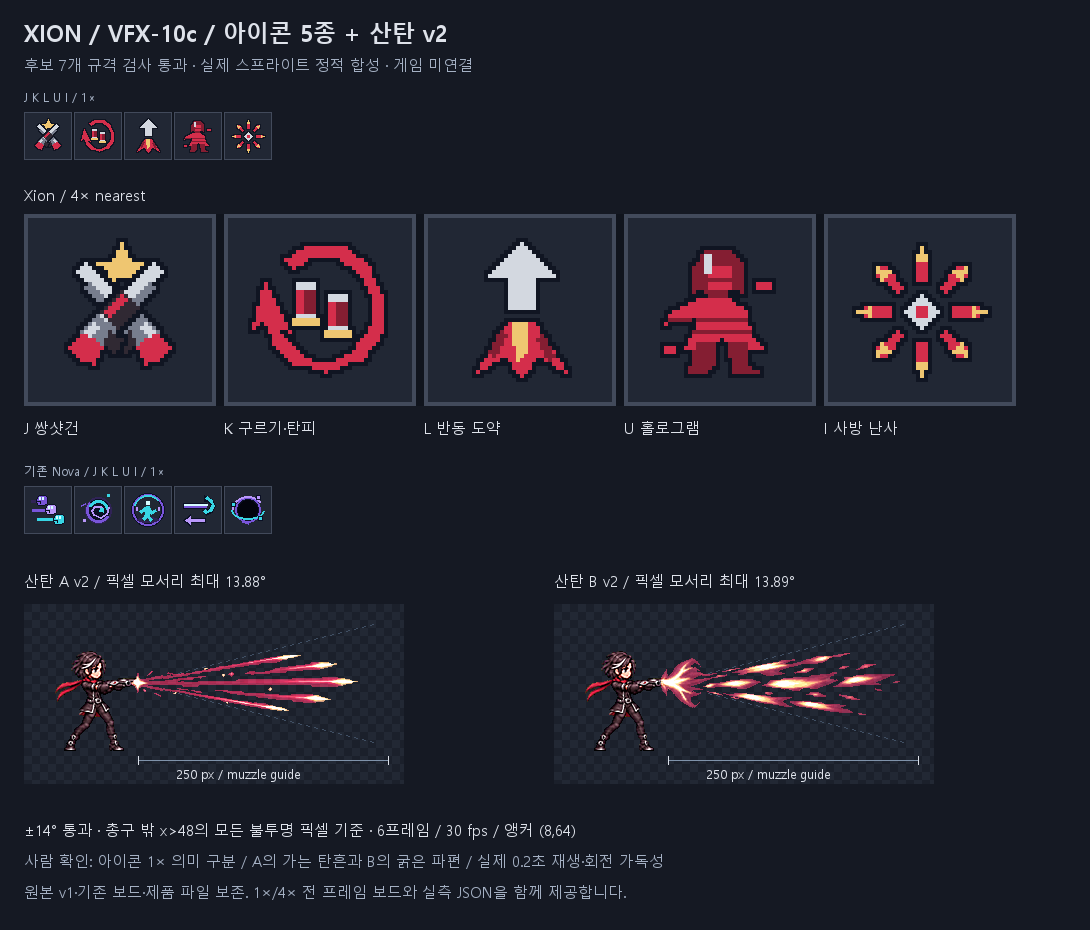 XION / VFX-10c / 아이콘 5종 + 산탄 v2
후보 7개 규격 검사 통과 · 실제 스프라이트 정적 합성 · 게임 미연결
J K L U I / 1×
Xion / 4× nearest
J 쌍샷건
K 구르기·탄피
L 반동 도약
U 홀로그램
I 사방 난사
기존 Nova / J K L U I / 1×
산탄 A v2 / 픽셀 모서리 최대 13.88°
산탄 B v2 / 픽셀 모서리 최대 13.89°
250 px / muzzle guide
250 px / muzzle guide
±14° 통과 · 총구 밖 x>48의 모든 불투명 픽셀 기준 · 6프레임 / 30 fps / 앵커 (8,64)
사람 확인: 아이콘 1× 의미 구분 / A의 가는 탄흔과 B의 굵은 파편 / 실제 0.2초 재생·회전 가독성
원본 v1·기존 보드·제품 파일 보존. 1×/4× 전 프레임 보드와 실측 JSON을 함께 제공합니다.